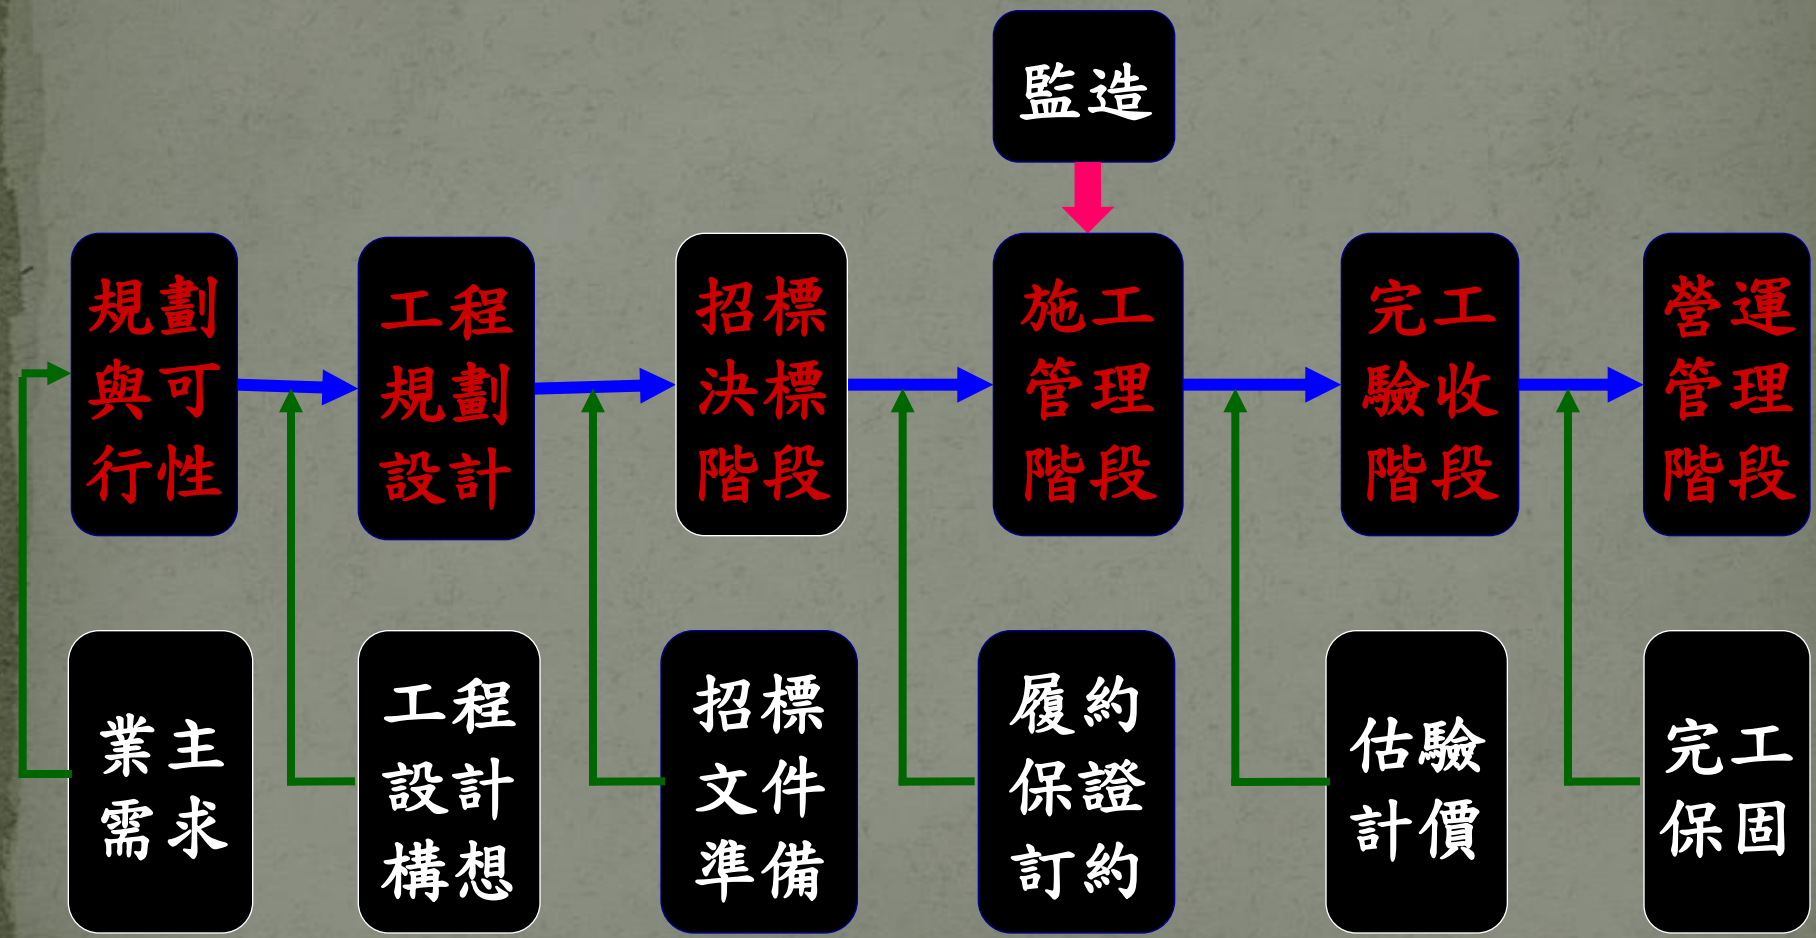 監造
規劃
與可
行性
工程
規劃
設計
招標
決標
階段
施工
管理
階段
完工
驗收
階段
營運
管理
階段
業主
需求
工程
設計
構想
招標
文件
準備
履約
保證
訂約
估驗
計價
完工
保固